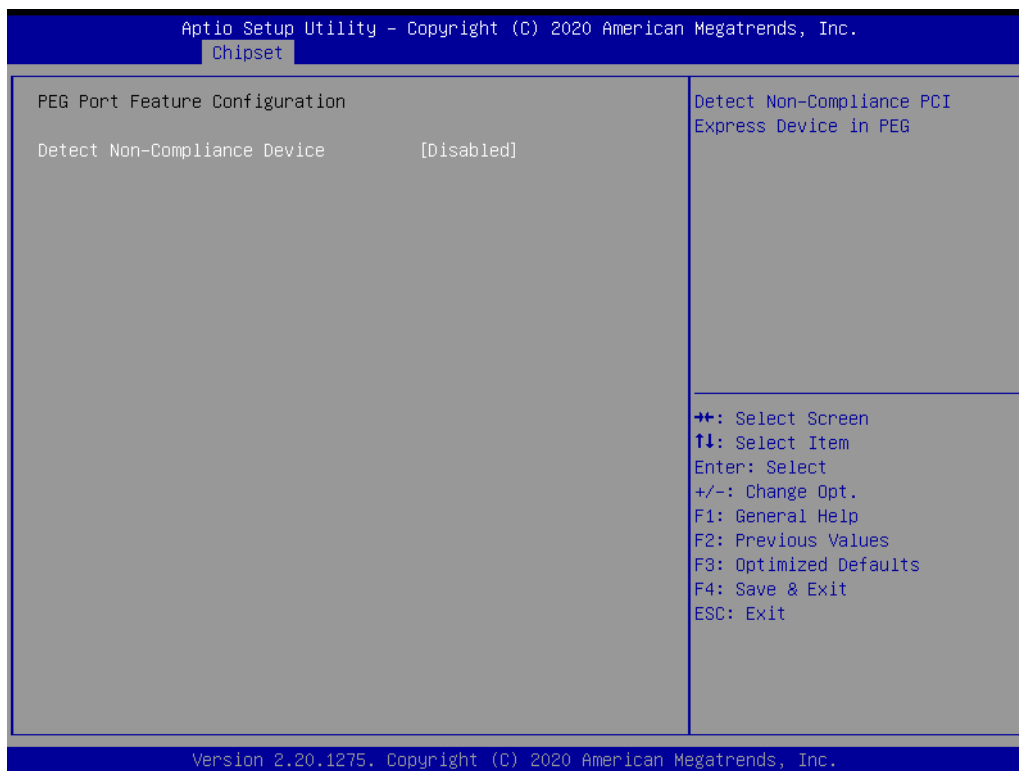 Aptio Setup Utility – Copyright (C) 2020 American Megatrends, Inc.
Chipset
PEG Port Feature Configuration
Detect Non-Compliance Device [Disabled]
Detect Non-Compliance PCI
Express Device in PEG
→←: Select Screen
↑↓: Select Item
Enter: Select
+/-: Change Opt.
F1: General Help
F2: Previous Values
F3: Optimized Defaults
F4: Save & Exit
ESC: Exit
Version 2.20.1275. Copyright (C) 2020 American Megatrends, Inc.